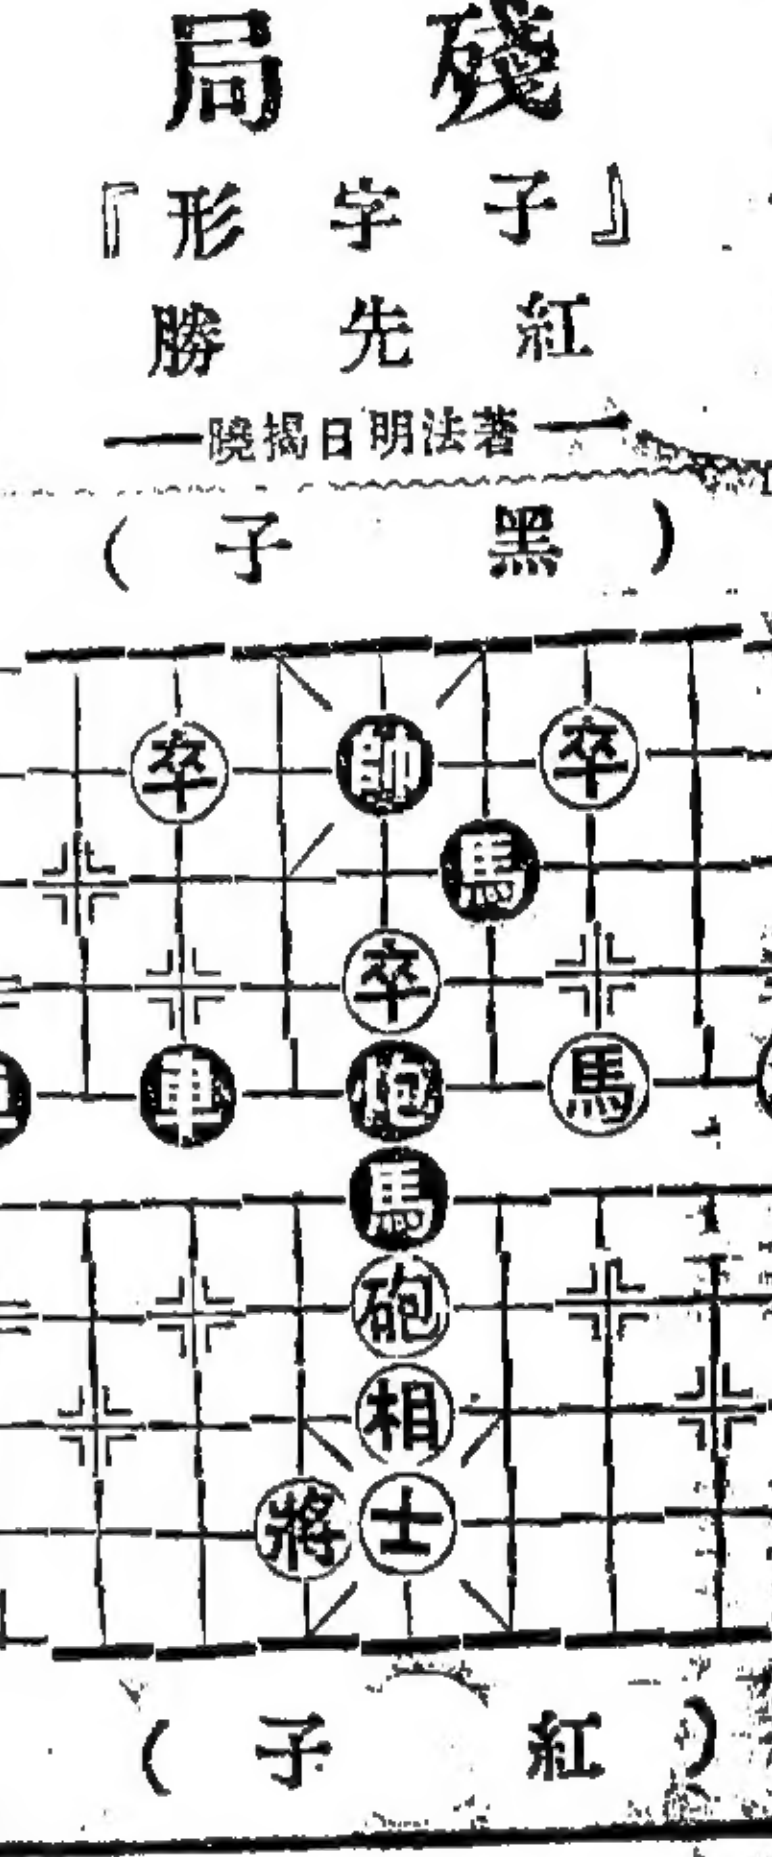 殘局
『子字形』
紅先勝
著法明日揭曉
(黑子)
卒 帥 卒
馬
卒
馬 炮 車
馬
砲
相
士 將
(紅子)